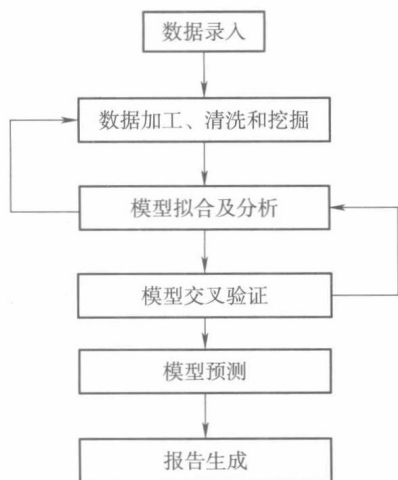 数据录入
数据加工、清洗和挖掘
模型拟合及分析
模型交叉验证
模型预测
报告生成